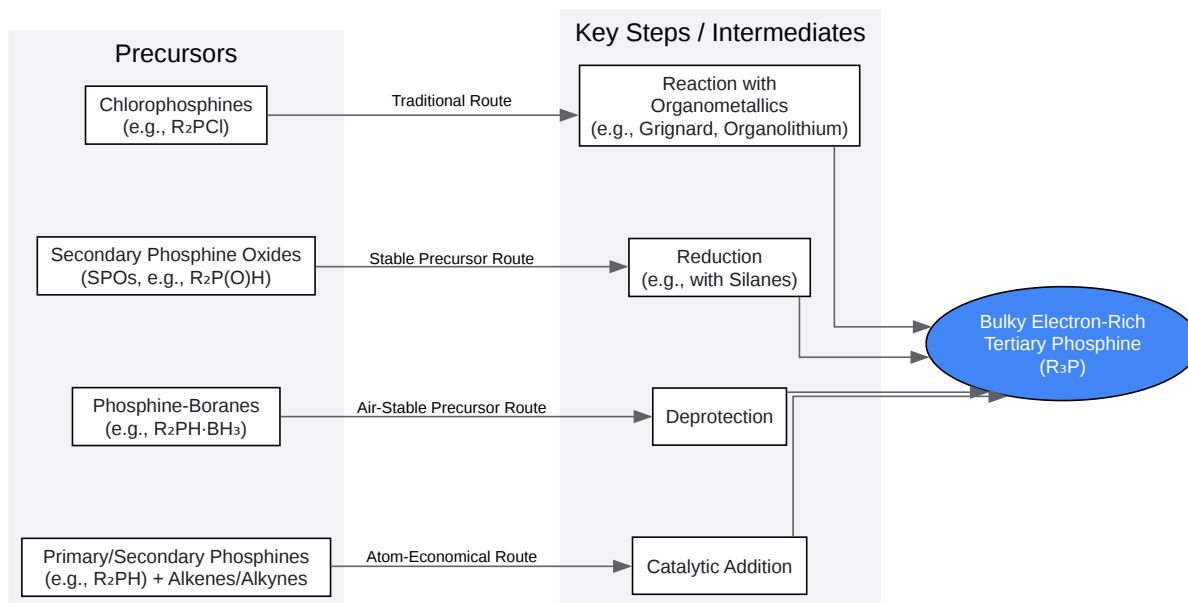 Precursors
Key Steps / Intermediates
Chlorophosphines
(e.g., R₂PCl)
Traditional Route
Reaction with
Organometallics
(e.g., Grignard, Organolithium)
Secondary Phosphine Oxides
(SPOs, e.g., R₂P(O)H)
Stable Precursor Route
Reduction
(e.g., with Silanes)
Bulky Electron-Rich
Tertiary Phosphine
(R₃P)
Phosphine-Boranes
(e.g., R₂PH·BH₃)
Air-Stable Precursor Route
Deprotection
Primary/Secondary Phosphines
(e.g., R₂PH) + Alkenes/Alkynes
Atom-Economical Route
Catalytic Addition